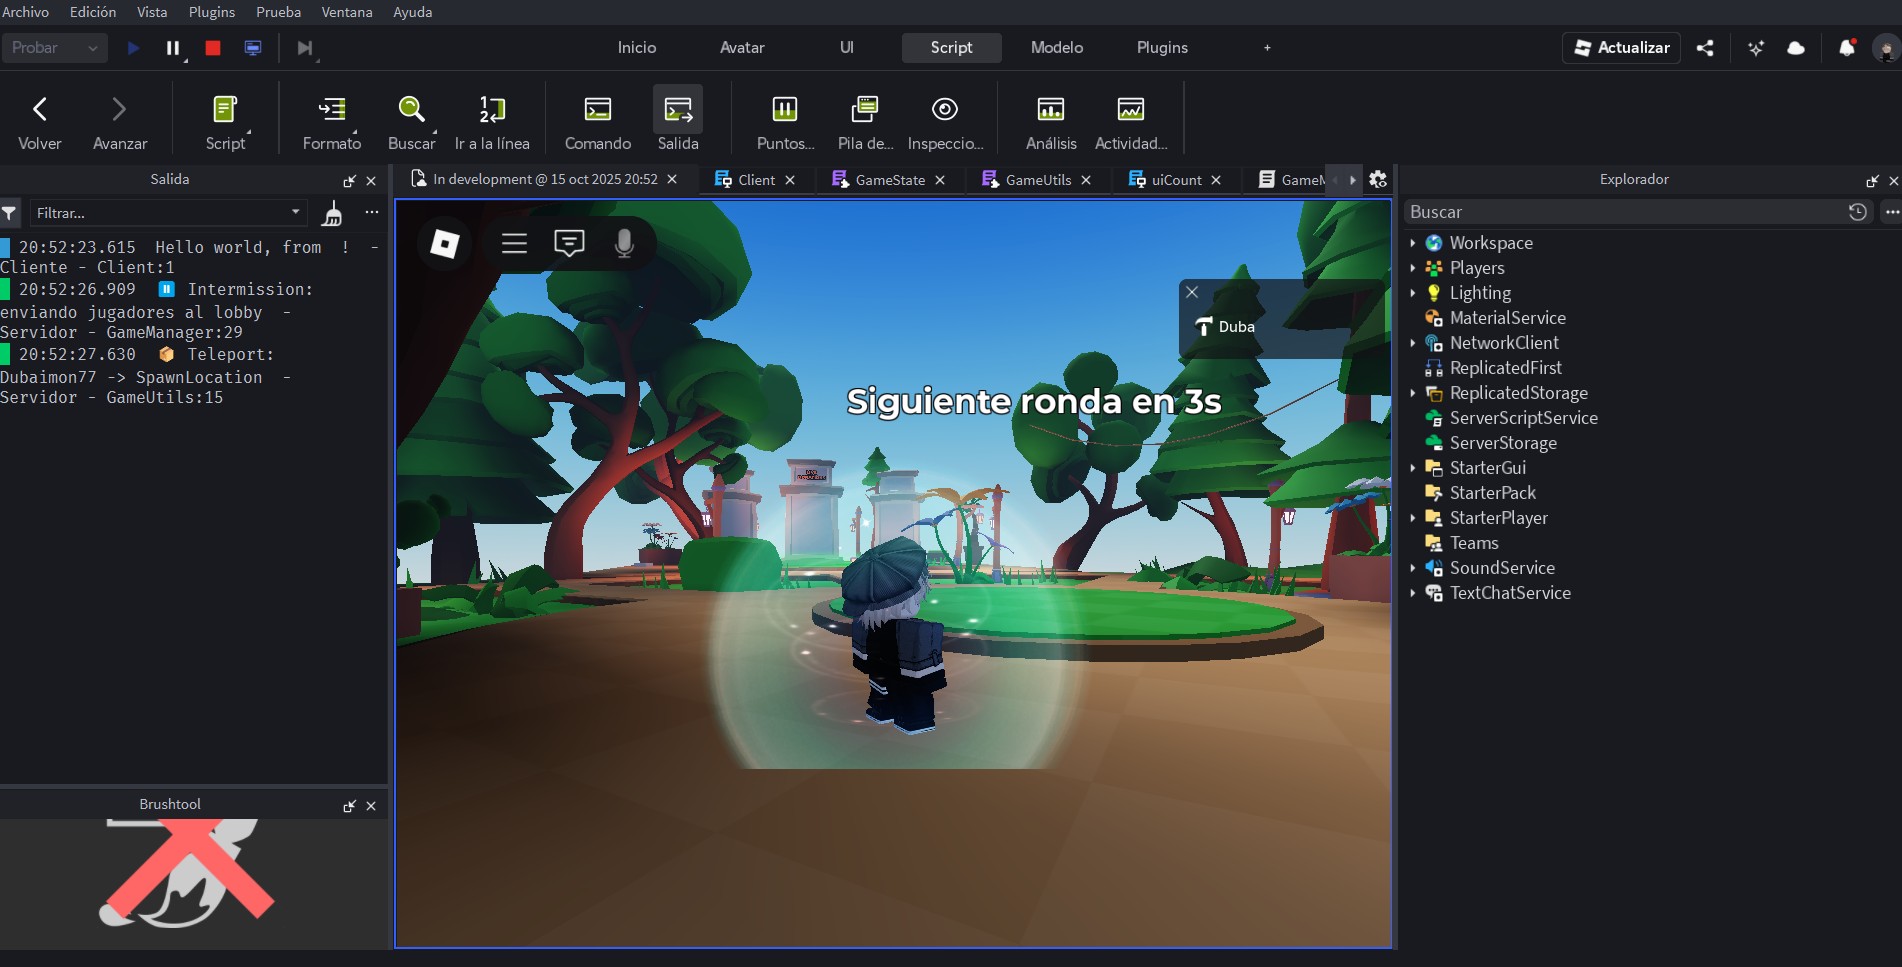 Archivo Edición Vista Plugins Prueba Ventana Ayuda
Probar Inicio Avatar UI Script Modelo Plugins + Actualizar
Volver Avanzar Script Formato Buscar Ir a la línea Comando Salida Puntos... Pila de... Inspeccio... Análisis Actividad...
Salida
Filtrar...
20:52:23.615 Hello world, from ! -
Cliente - Client:1
20:52:26.909 ⏸ Intermission:
enviando jugadores al lobby -
Servidor - GameManager:29
20:52:27.630 📦 Teleport:
Dubaimon77 -> SpawnLocation -
Servidor - GameUtils:15
Brushtool
In development @ 15 oct 2025 20:52 Client GameState GameUtils uiCount GameM
Duba
Siguiente ronda en 3s
Explorador
Buscar
Workspace
Players
Lighting
MaterialService
NetworkClient
ReplicatedFirst
ReplicatedStorage
ServerScriptService
ServerStorage
StarterGui
StarterPack
StarterPlayer
Teams
SoundService
TextChatService